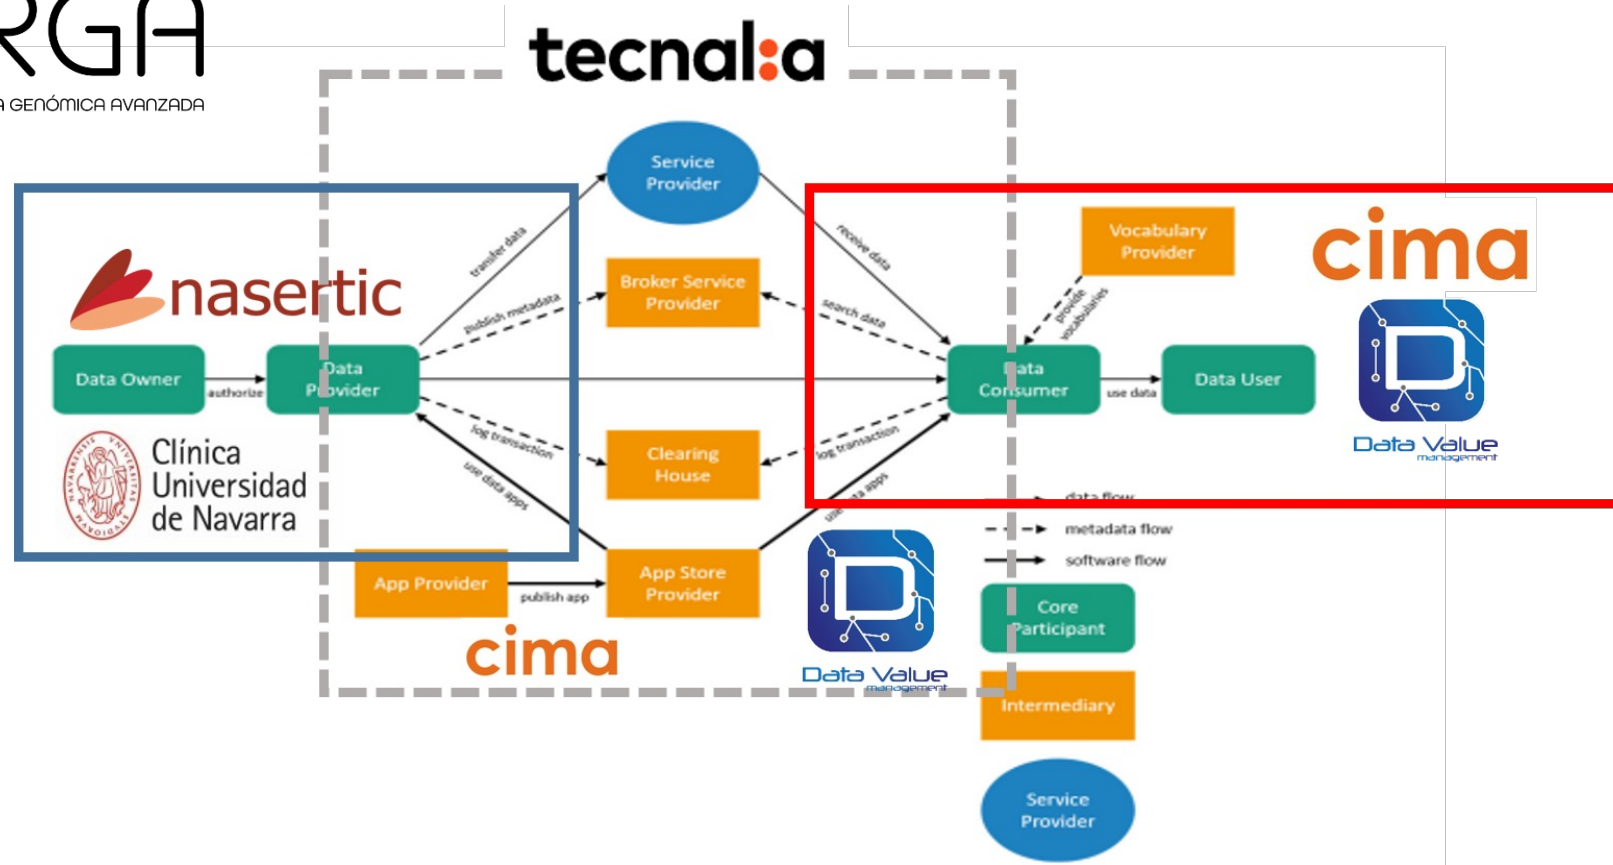 RGA
A GENÓMICA AVANZADA
tecnal:a
Service
Provider
transfer data
receive data
Vocabulary
Provider
cima
nasertic
publish metadata
Broker Service
Provider
search data
provide
vocabularies
Data Owner
authorize
Data
Provider
Data
Consumer
use data
Data User
Data Value
management
Clínica
Universidad
de Navarra
log transaction
use data apps
Clearing
House
log transaction
use data apps
data flow
metadata flow
software flow
App Provider
publish app
App Store
Provider
cima
Data Value
management
Core
Participant
Intermediary
Service
Provider